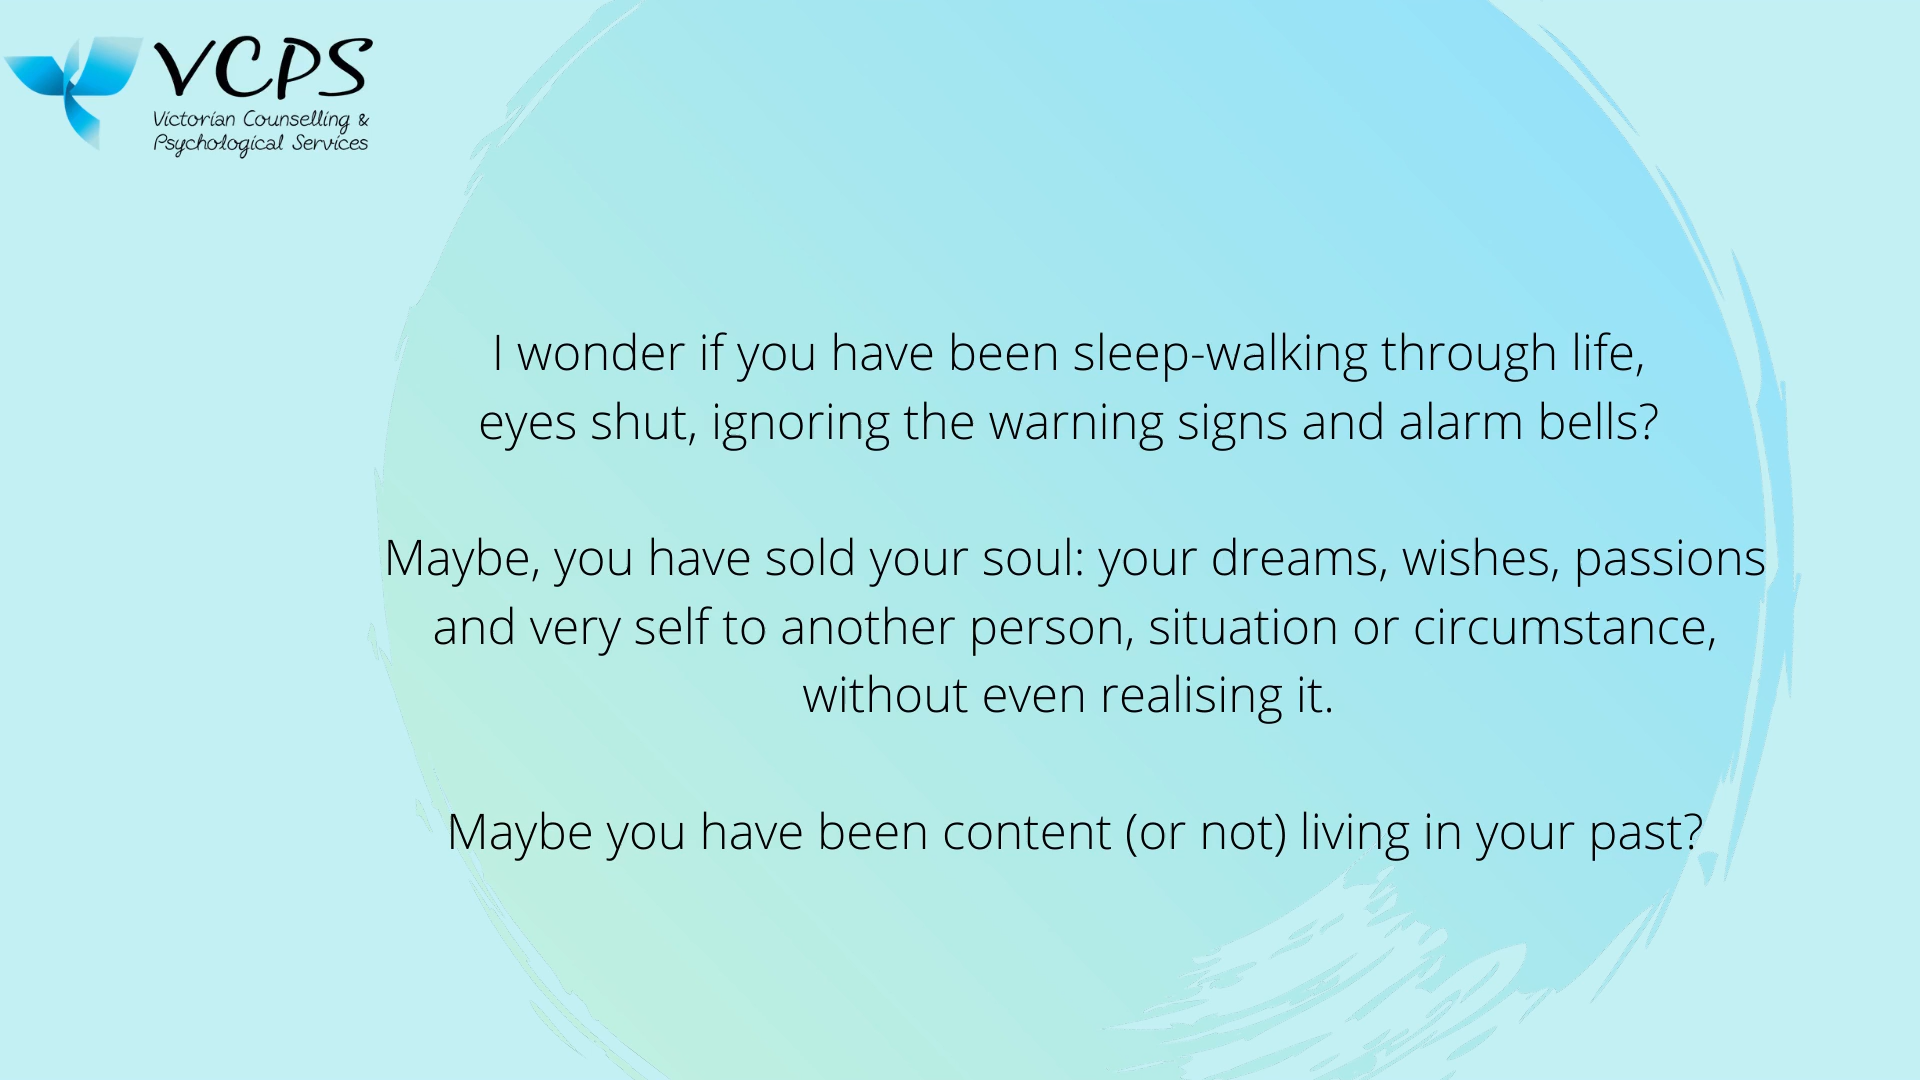 VCPS
Victorian Counselling &
Psychological Services
I wonder if you have been sleep-walking through life,
eyes shut, ignoring the warning signs and alarm bells?
Maybe, you have sold your soul: your dreams, wishes, passions
and very self to another person, situation or circumstance,
without even realising it.
Maybe you have been content (or not) living in your past?